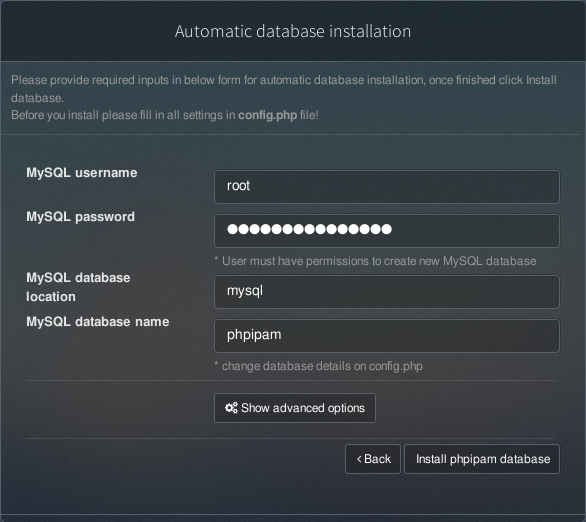 Automatic database installation
Please provide required inputs in below form for automatic database installation, once finished click Install
database.
Before you install please fill in all settings in config.php file!
MySQL username
root
MySQL password
●●●●●●●●●●●●●●●
* User must have permissions to create new MySQL database
MySQL database
location
mysql
MySQL database name
phpipam
* change database details on config.php
Show advanced options
< Back
Install phpipam database